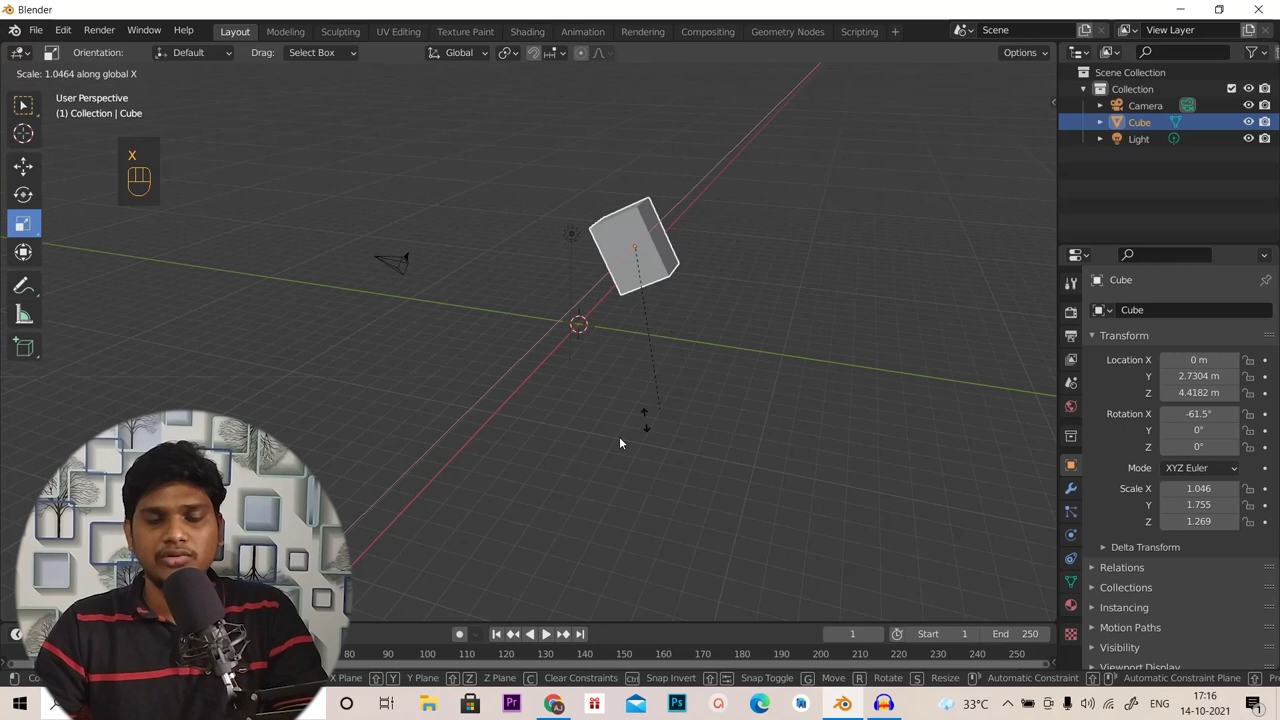 Blender
File Edit Render Window Help Layout Modeling Sculpting UV Editing Texture Paint Shading Animation Rendering Compositing Geometry Nodes Scripting + Scene View Layer
Orientation: Default Drag: Select Box Global Options
Scale: 1.0464 along global X
User Perspective
(1) Collection | Cube
X
Scene Collection
Collection
Camera
Cube
Light
Cube
Cube
Transform
Location X 0 m
Y 2.7304 m
Z 4.4182 m
Rotation X -61.5°
Y 0°
Z 0°
Mode XYZ Euler
Scale X 1.046
Y 1.755
Z 1.269
Delta Transform
Relations
Collections
Instancing
Motion Paths
Visibility
Viewport Display
1 Start 1 End 250
80 90 100 110 120 130 140 150 160 170 180 190 200 210 220 230 240 250
X Plane Y Plane Z Plane C Clear Constraints Ctrl Snap Invert Snap Toggle G Move R Rotate S Resize Automatic Constraint Automatic Constraint Plane
33°C ENG 17:16
14-10-2021